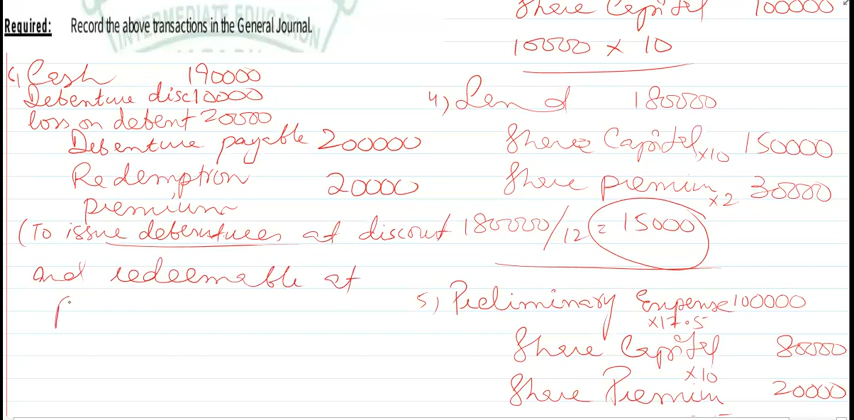 Share Capital 100000
10000 × 10
INTERMEDIATE EDUCATION
Required: Record the above transactions in the General Journal.
Cash 190000
Debenture disc 10000
loss on debent 20000
Debenture payable 200000
Redemption
premium 20000
(To issue debentures at discount
and redeemable at
4) Land 180000
Share Capital ×10 150000
Share premium ×2 30000
180000/12 = 15000
5) Preliminary Expense 100000
×17.5
Share Capital 80000
×10
Share Premium 20000